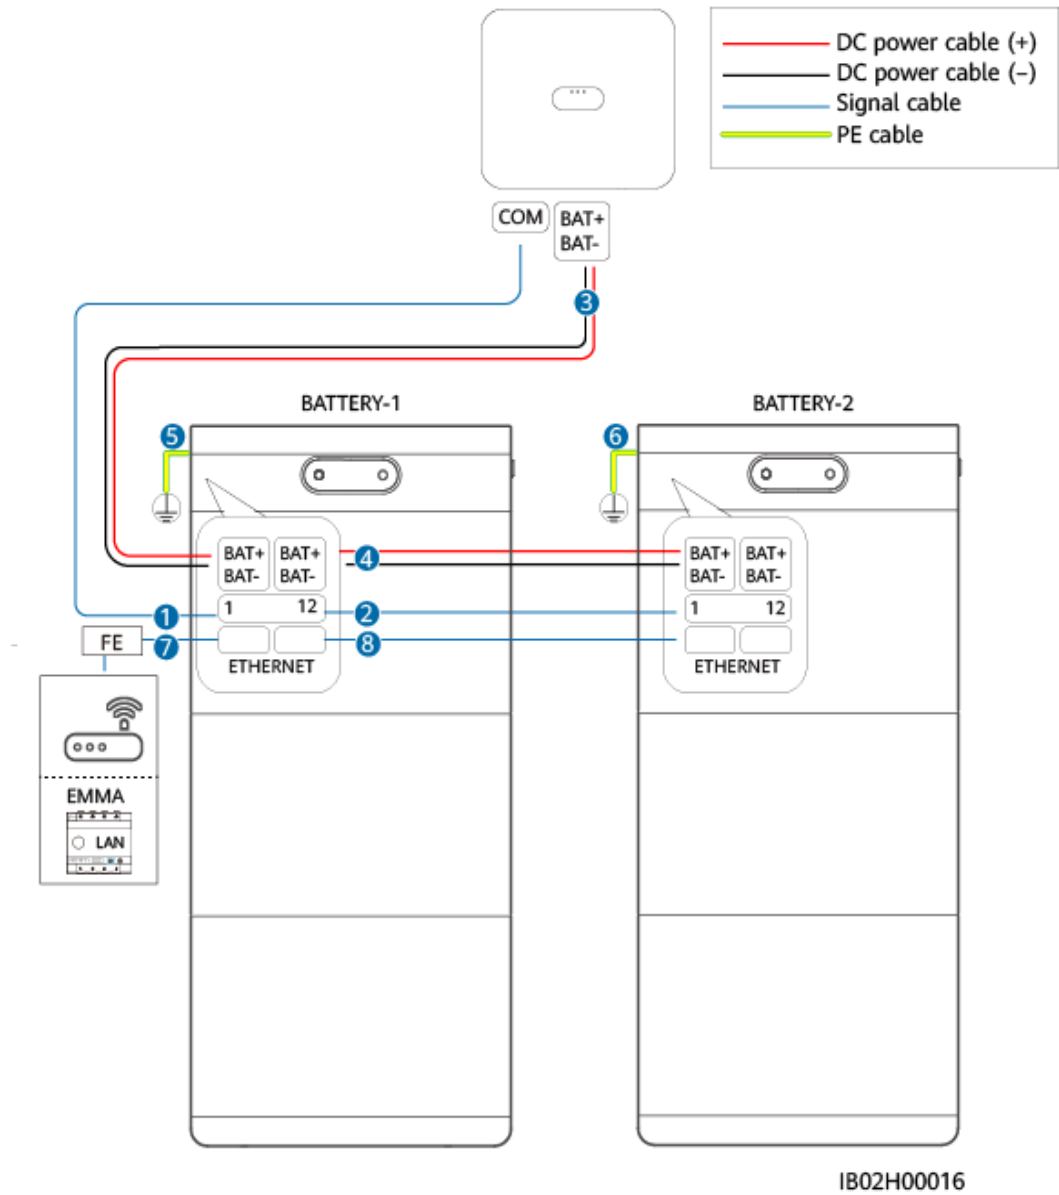 DC power cable (+)
DC power cable (−)
Signal cable
PE cable
COM
BAT+
BAT-
3
BATTERY-1
BATTERY-2
5
6
BAT+ BAT+
BAT- BAT-
4
BAT+ BAT+
BAT- BAT-
1
1 12
2
1 12
FE
7
8
ETHERNET
ETHERNET
EMMA
LAN
IB02H00016